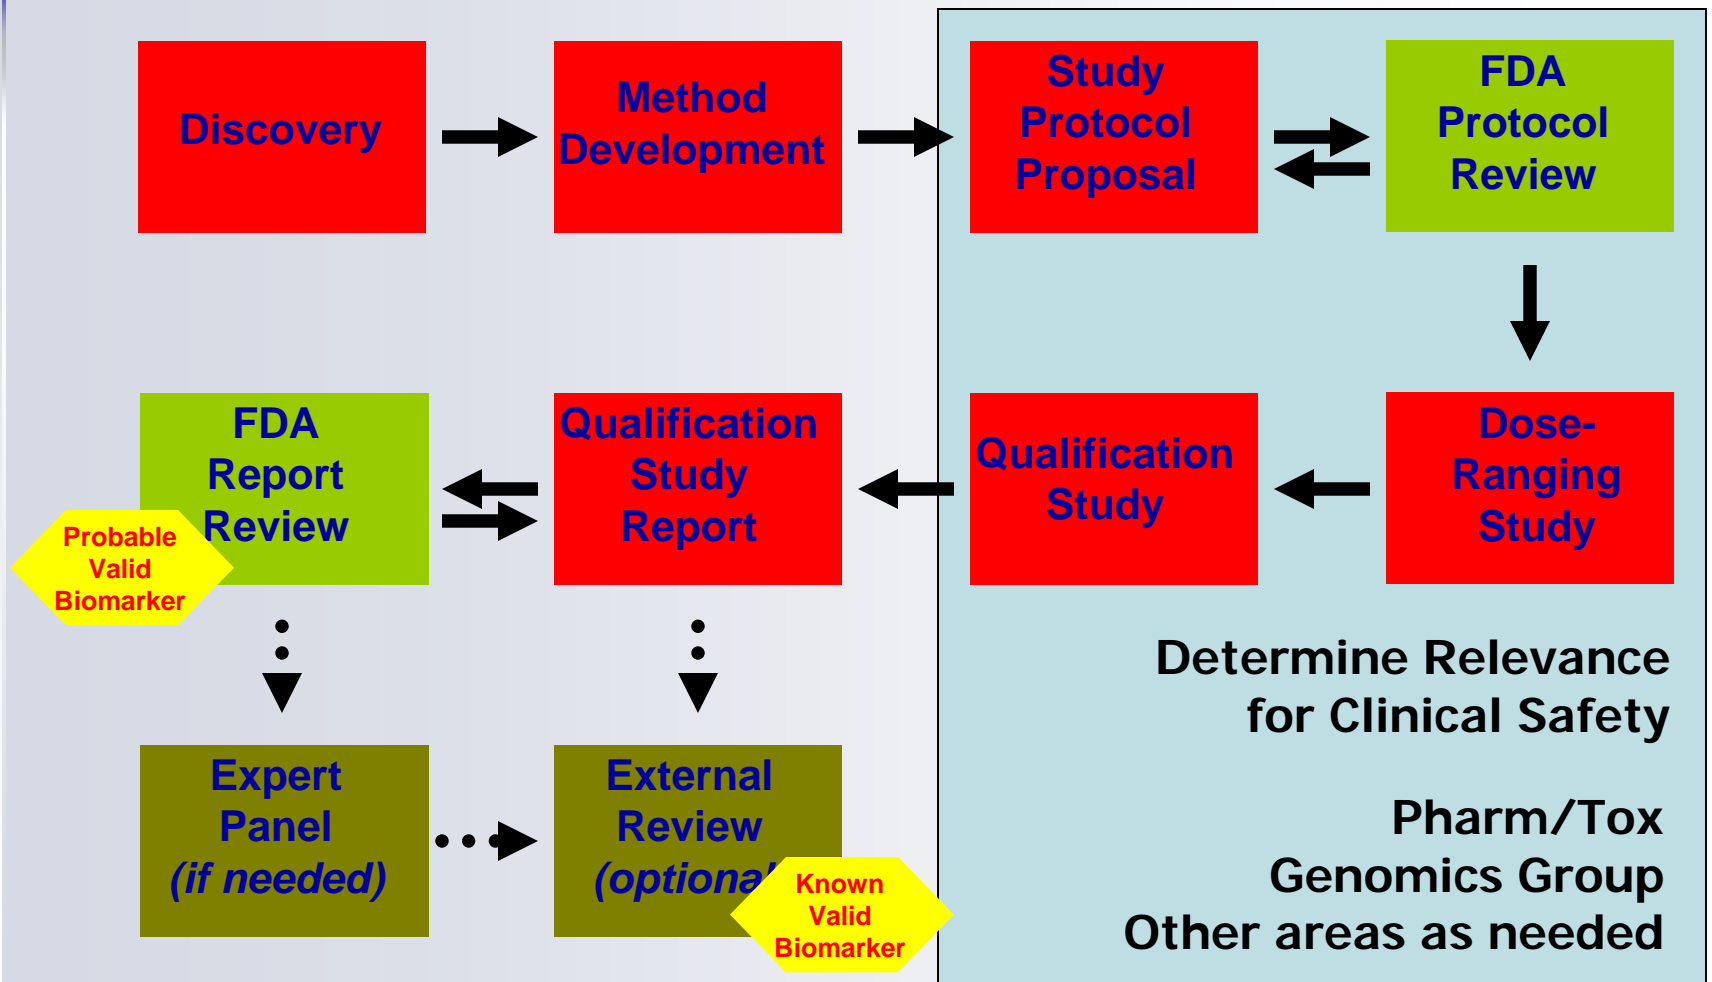 Discovery
Method
Development
Study
Protocol
Proposal
FDA
Protocol
Review
FDA
Report
Review
Probable
Valid
Biomarker
Qualification
Study
Report
Qualification
Study
Dose-
Ranging
Study
Determine Relevance
for Clinical Safety
Pharm/Tox
Genomics Group
Other areas as needed
Expert
Panel
(if needed)
External
Review
(optional
Known
Valid
Biomarker